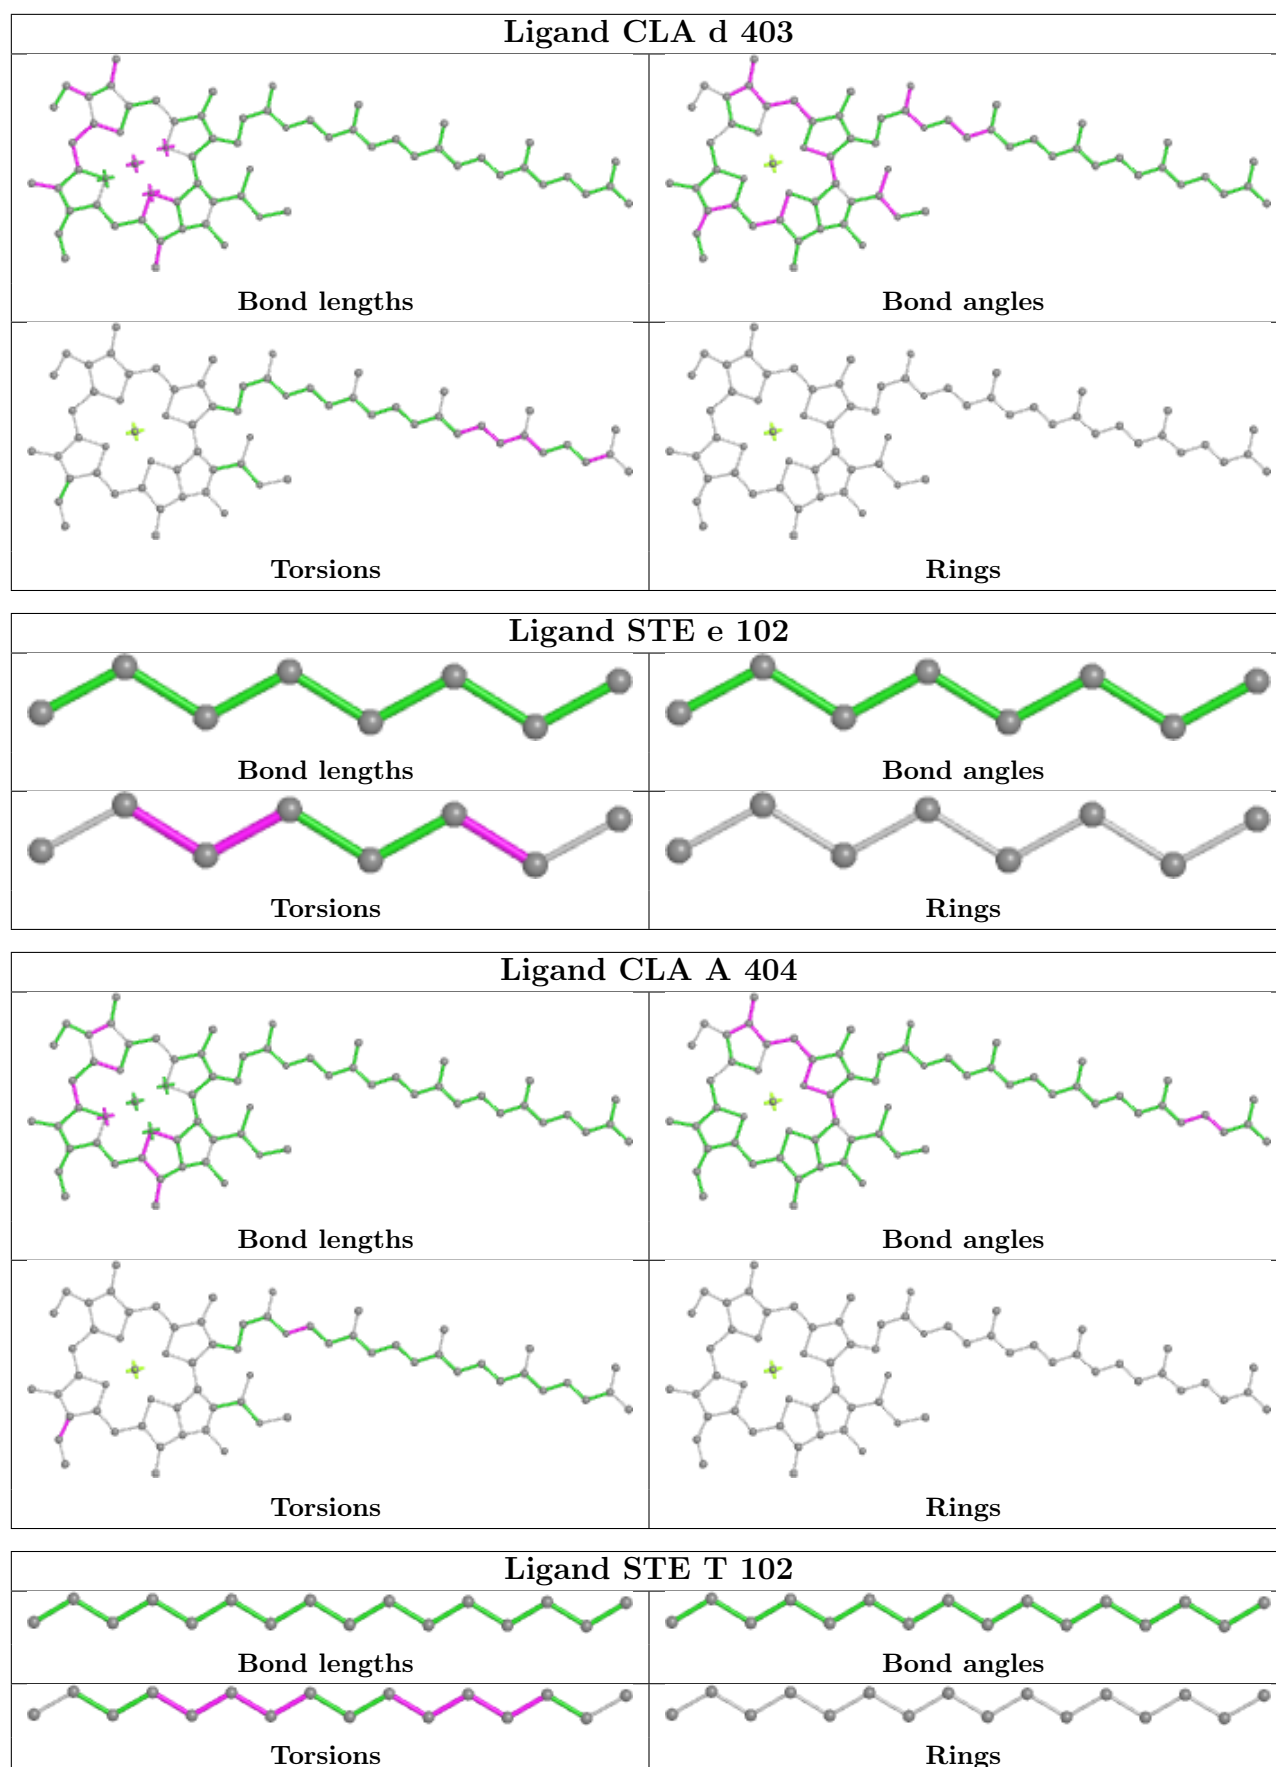 Ligand CLA d 403
Bond lengths
Bond angles
Torsions
Rings
Ligand STE e 102
Bond lengths
Bond angles
Torsions
Rings
Ligand CLA A 404
Bond lengths
Bond angles
Torsions
Rings
Ligand STE T 102
Bond lengths
Bond angles
Torsions
Rings